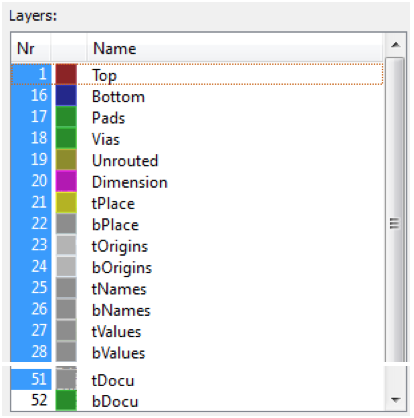 Layers:
Nr Name
1 Top
16 Bottom
17 Pads
18 Vias
19 Unrouted
20 Dimension
21 tPlace
22 bPlace
23 tOrigins
24 bOrigins
25 tNames
26 bNames
27 tValues
28 bValues
51 tDocu
52 bDocu